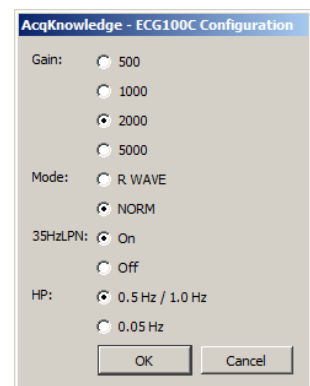 AcqKnowledge - ECG100C Configuration
Gain: 500
1000
2000
5000
Mode: R WAVE
NORM
35HzLPN: On
Off
HP: 0.5 Hz / 1.0 Hz
0.05 Hz
OK Cancel